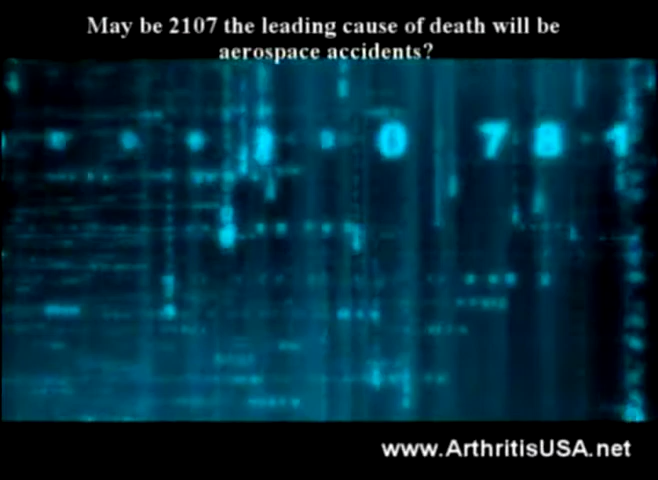 May be 2107 the leading cause of death will be
aerospace accidents?
0 7 8 1
www.ArthritisUSA.net